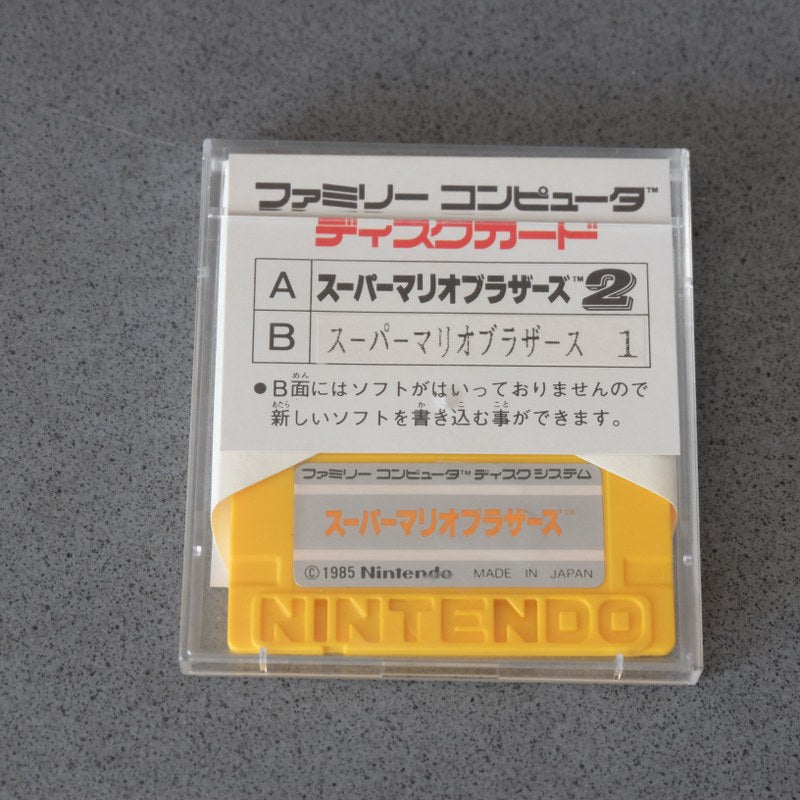 ファミリー コンピュータ™
ディスクカード
A スーパーマリオブラザーズ™2
B スーパーマリオブラザース 1
●B面にはソフトがはいっておりませんので
新しいソフトを書き込む事ができます。
ファミリー コンピュータ™ ディスクシステム
スーパーマリオブラザーズ™
©1985 Nintendo MADE IN JAPAN
NINTENDO